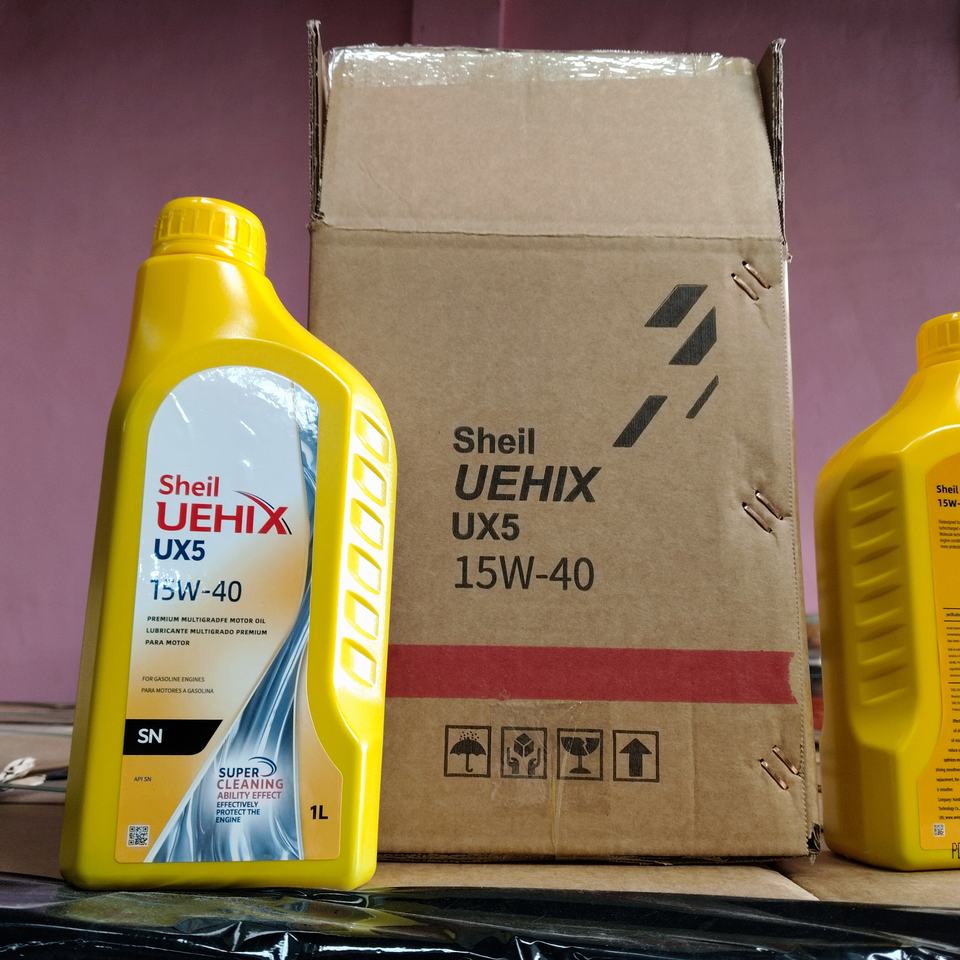 Sheil
UEHIX
UX5
15W-40
PREMIUM MULTIGRADFE MOTOR OIL
LUBRICANTE MULTIGRADO PREMIUM
PARA MOTOR
FOR GASOLINE ENGINES
PARA MOTORES A GASOLINA
SN
API SN
SUPER
CLEANING
ABILITY EFFECT
EFFECTIVELY
PROTECT THE
ENGINE
1L
Sheil
UEHIX
UX5
15W-40
Sheil
15W-